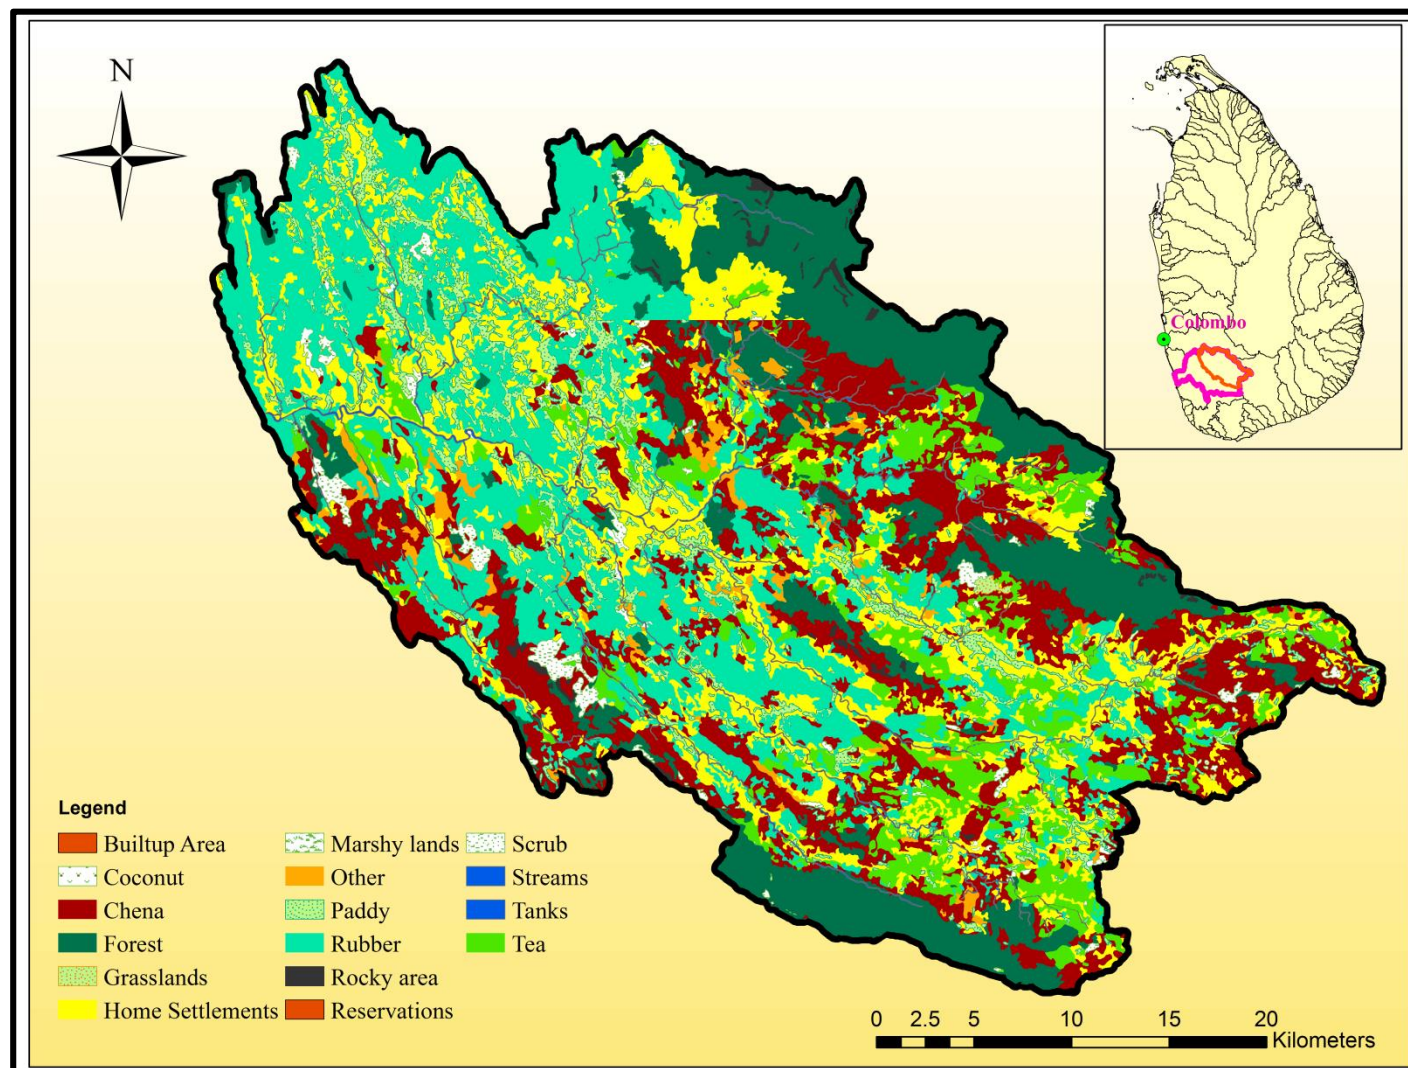 N
Colombo
Legend
Builtup Area
Coconut
Chena
Forest
Grasslands
Home Settlements
Marshy lands
Other
Paddy
Rubber
Rocky area
Reservations
Scrub
Streams
Tanks
Tea
0 2.5 5 10 15 20
Kilometers